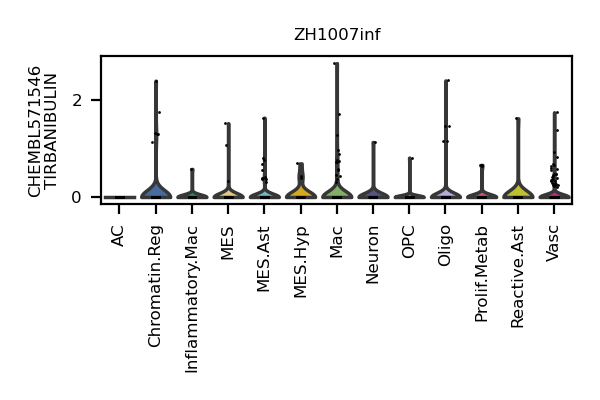 ZH1007inf
CHEMBL571546
TIRBANIBULIN
2
0
AC
Chromatin.Reg
Inflammatory.Mac
MES
MES.Ast
MES.Hyp
Mac
Neuron
OPC
Oligo
Prolif.Metab
Reactive.Ast
Vasc